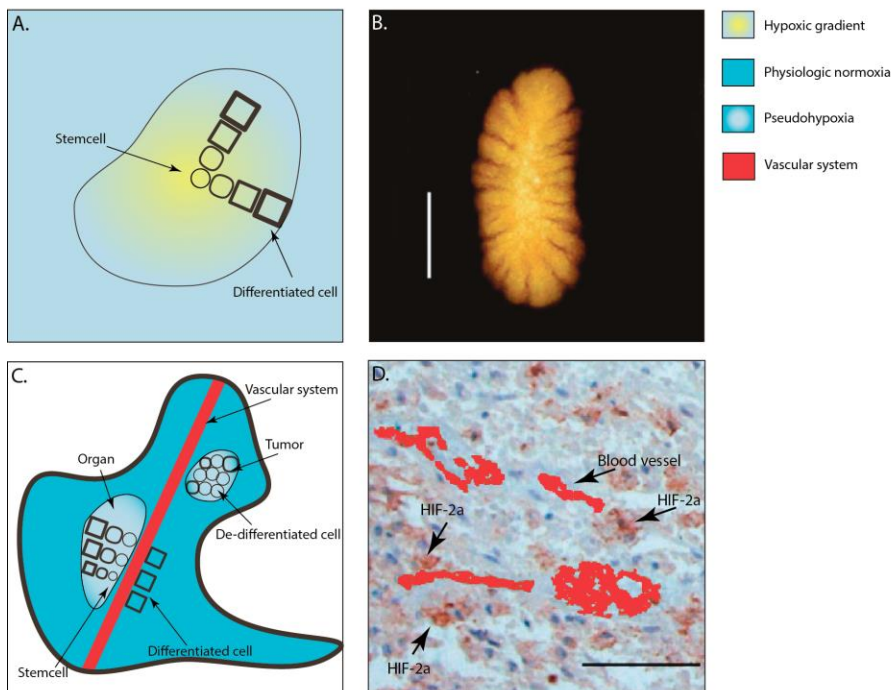 A.
Stemcell
Differentiated cell
B.
Hypoxic gradient
Physiologic normoxia
Pseudohypoxia
Vascular system
C.
Vascular system
Organ
Tumor
De-differentiated cell
Differentiated cell
Stemcell
D.
Blood vessel
HIF-2a
HIF-2a
HIF-2a